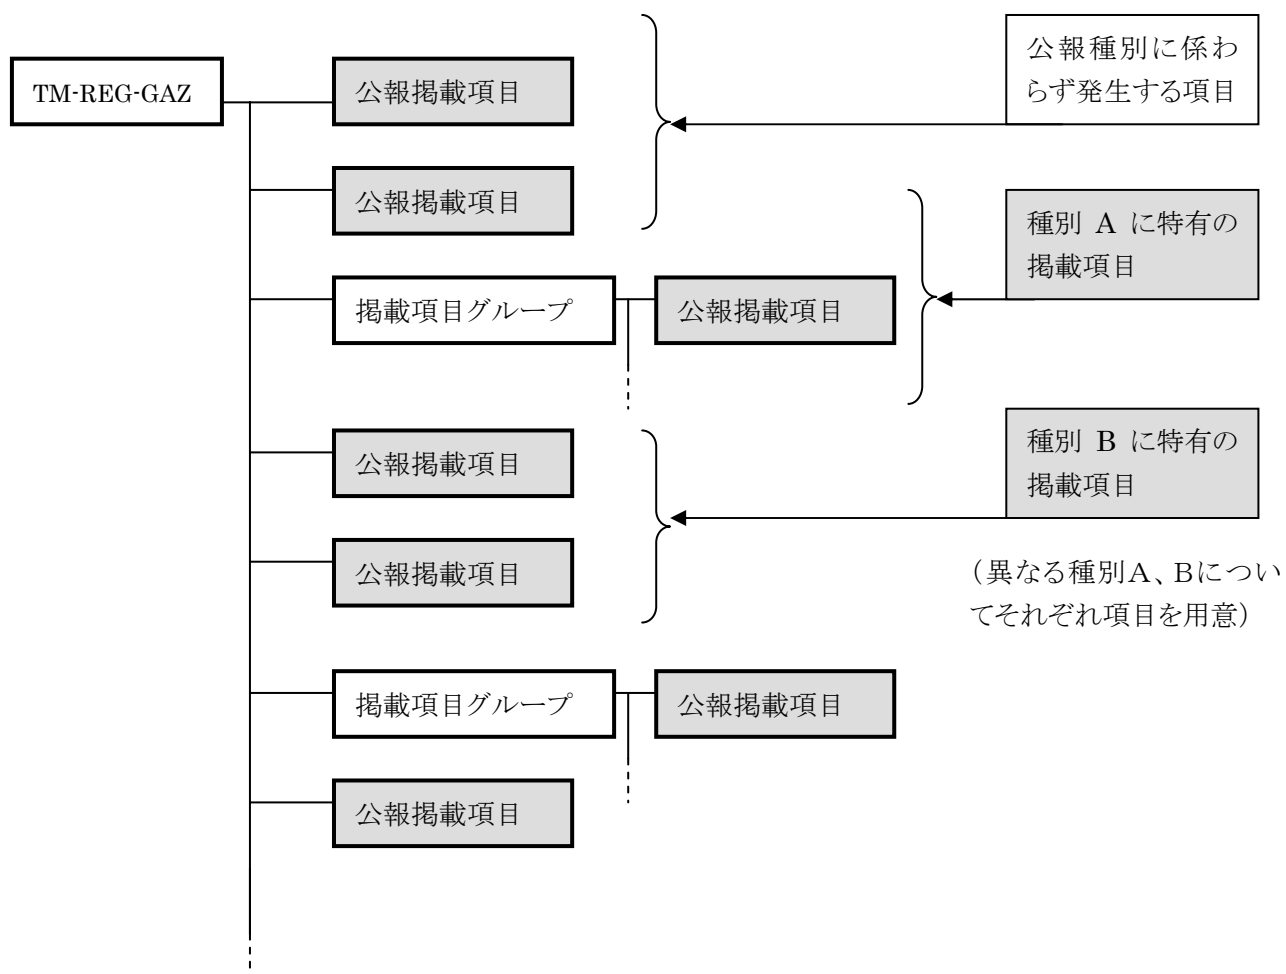 TM-REG-GAZ
公報掲載項目
公報種別に係わ
らず発生する項目
公報掲載項目
種別 A に特有の
掲載項目
掲載項目グループ
公報掲載項目
公報掲載項目
種別 B に特有の
掲載項目
公報掲載項目
（異なる種別A、Bについ
てそれぞれ項目を用意）
掲載項目グループ
公報掲載項目
公報掲載項目